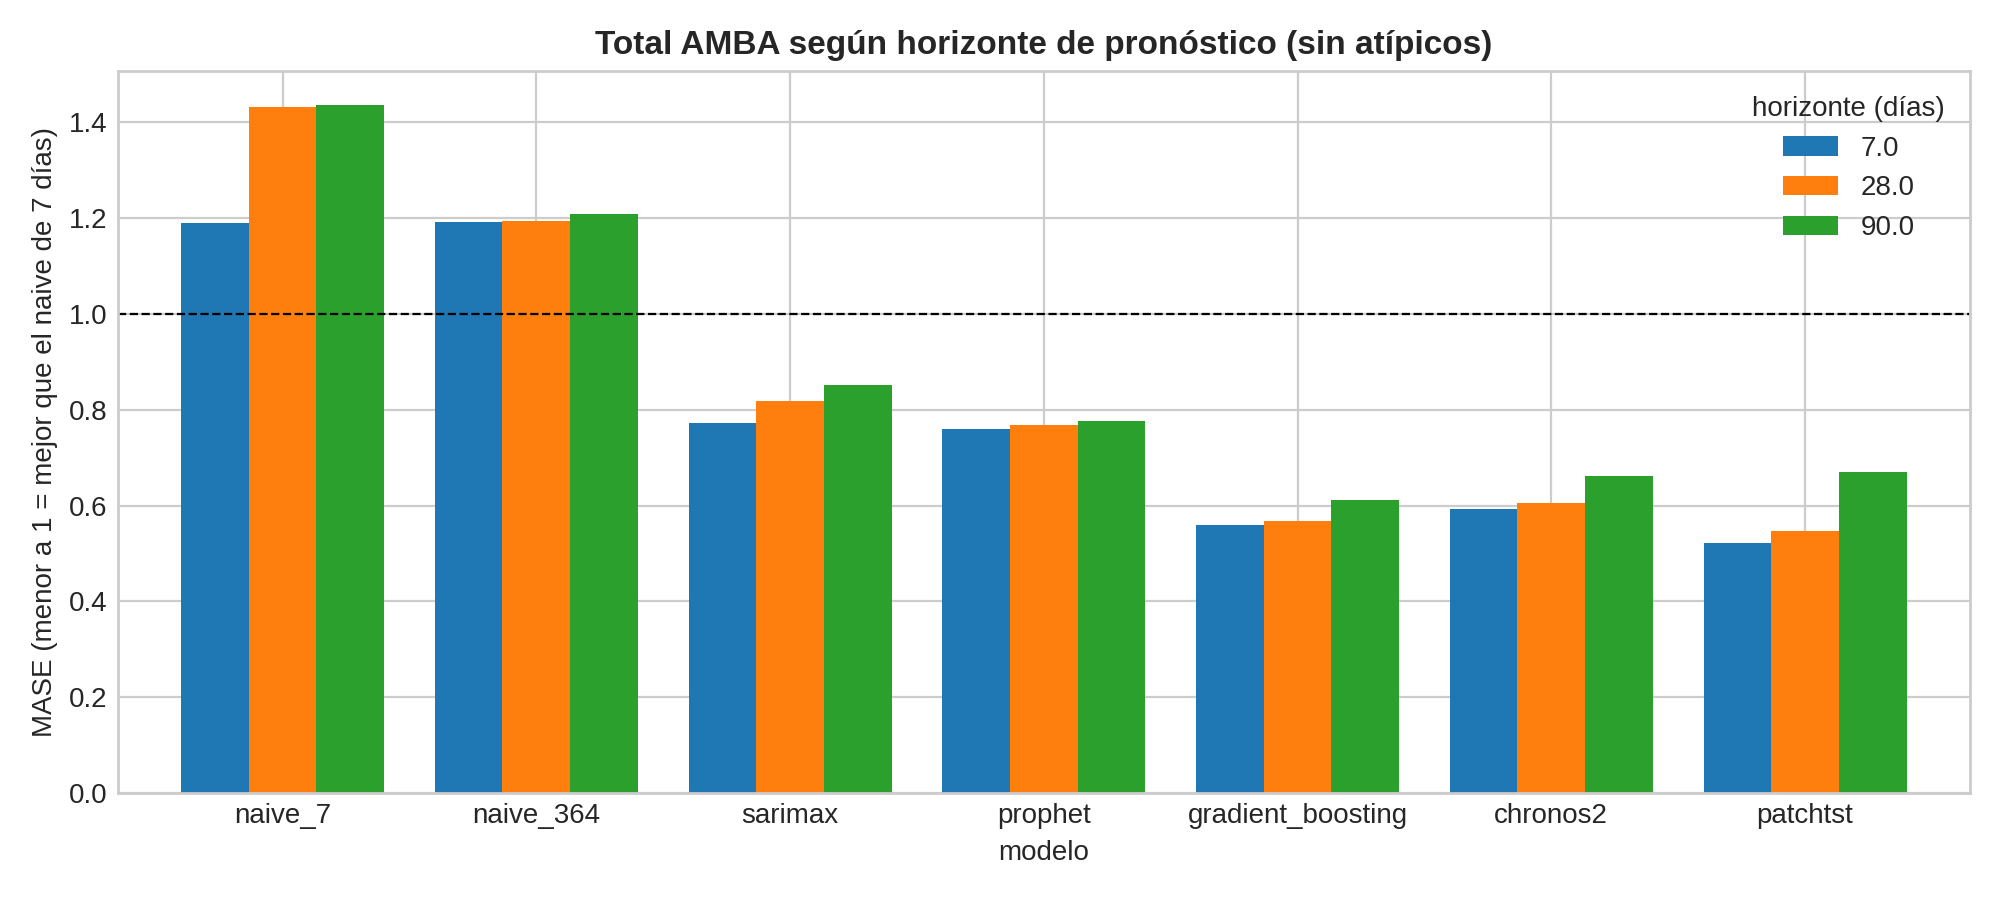 Total AMBA según horizonte de pronóstico (sin atípicos)
MASE (menor a 1 = mejor que el naive de 7 días)
1.4
1.2
1.0
0.8
0.6
0.4
0.2
0.0
horizonte (días)
7.0
28.0
90.0
naive_7 naive_364 sarimax prophet gradient_boosting chronos2 patchtst
modelo